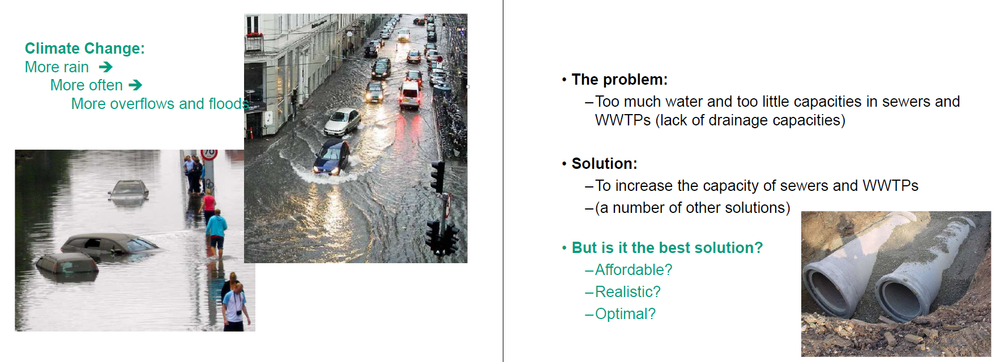 Climate Change:
More rain ➔
More often ➔
More overflows and floods
70
• The problem:
–Too much water and too little capacities in sewers and
WWTPs (lack of drainage capacities)
• Solution:
–To increase the capacity of sewers and WWTPs
–(a number of other solutions)
• But is it the best solution?
–Affordable?
–Realistic?
–Optimal?